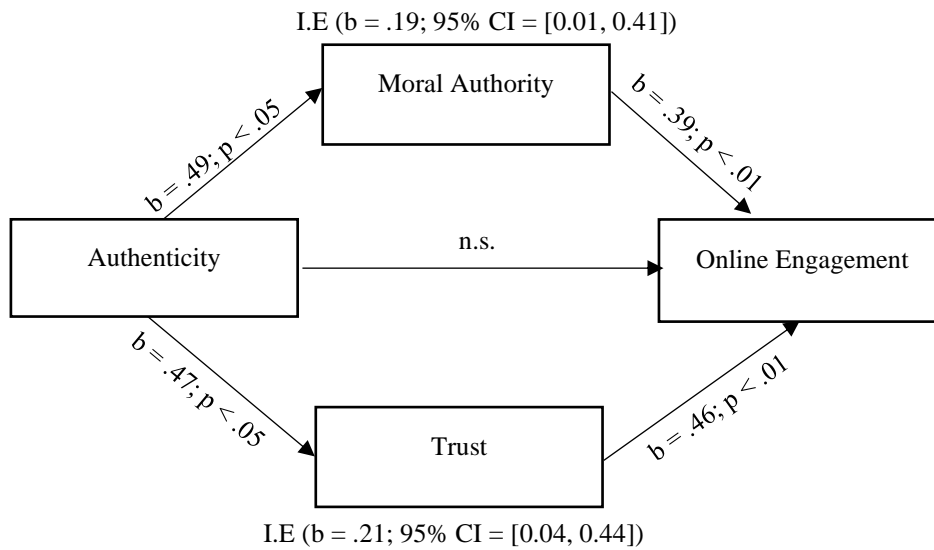 I.E (b = .19; 95% CI = [0.01, 0.41])
Moral Authority
b = .49; p < .05
b = .39; p < .01
Authenticity
n.s.
Online Engagement
b = .47; p < .05
b = .46; p < .01
Trust
I.E (b = .21; 95% CI = [0.04, 0.44])